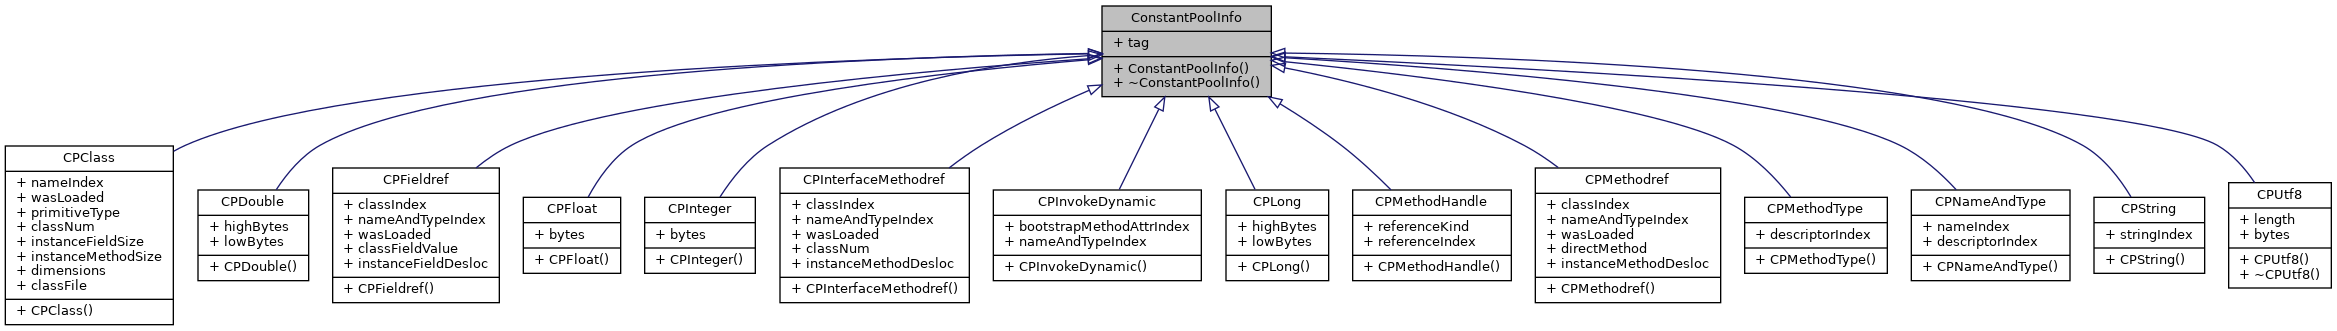 ConstantPoolInfo
+ tag
+ ConstantPoolInfo()
+ ~ConstantPoolInfo()
CPClass
+ nameIndex
+ wasLoaded
+ primitiveType
+ classNum
+ instanceFieldSize
+ instanceMethodSize
+ dimensions
+ classFile
+ CPClass()
CPDouble
+ highBytes
+ lowBytes
+ CPDouble()
CPFieldref
+ classIndex
+ nameAndTypeIndex
+ wasLoaded
+ classFieldValue
+ instanceFieldDesloc
+ CPFieldref()
CPFloat
+ bytes
+ CPFloat()
CPInteger
+ bytes
+ CPInteger()
CPInterfaceMethodref
+ classIndex
+ nameAndTypeIndex
+ wasLoaded
+ classNum
+ instanceMethodDesloc
+ CPInterfaceMethodref()
CPInvokeDynamic
+ bootstrapMethodAttrIndex
+ nameAndTypeIndex
+ CPInvokeDynamic()
CPLong
+ highBytes
+ lowBytes
+ CPLong()
CPMethodHandle
+ referenceKind
+ referenceIndex
+ CPMethodHandle()
CPMethodref
+ classIndex
+ nameAndTypeIndex
+ wasLoaded
+ directMethod
+ instanceMethodDesloc
+ CPMethodref()
CPMethodType
+ descriptorIndex
+ CPMethodType()
CPNameAndType
+ nameIndex
+ descriptorIndex
+ CPNameAndType()
CPString
+ stringIndex
+ CPString()
CPUtf8
+ length
+ bytes
+ CPUtf8()
+ ~CPUtf8()